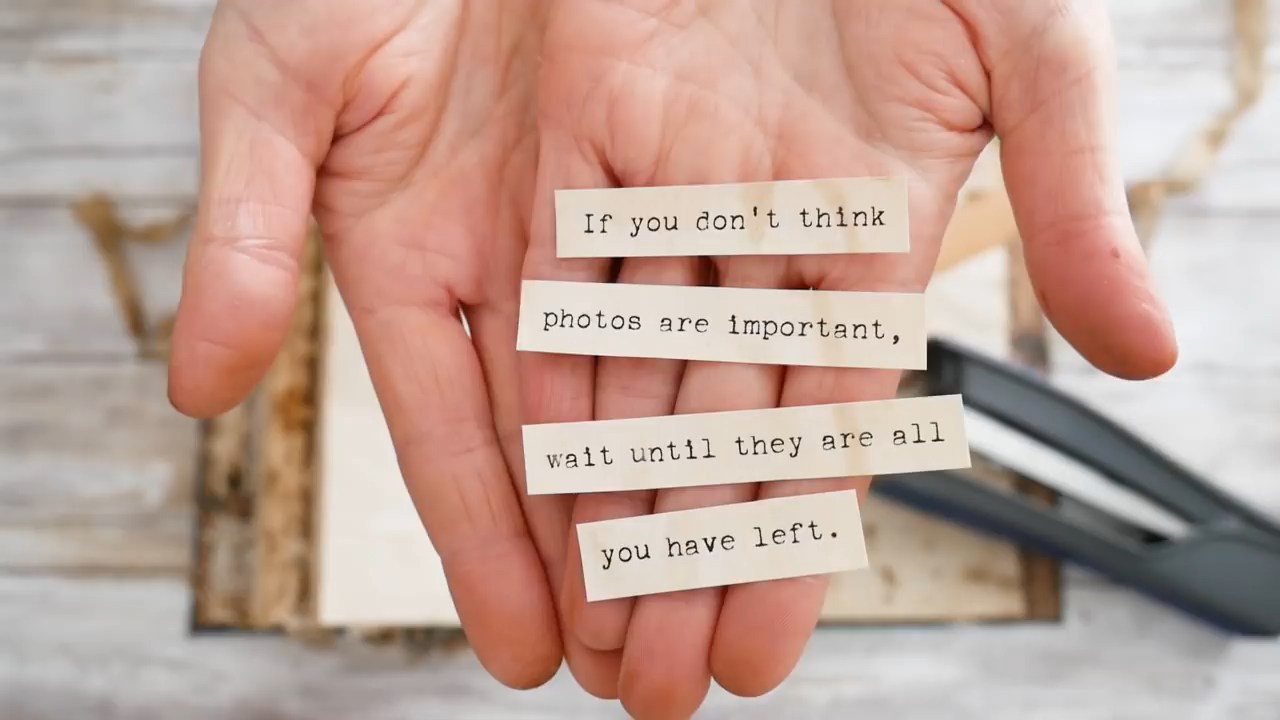 If you don't think
photos are important,
wait until they are all
you have left.